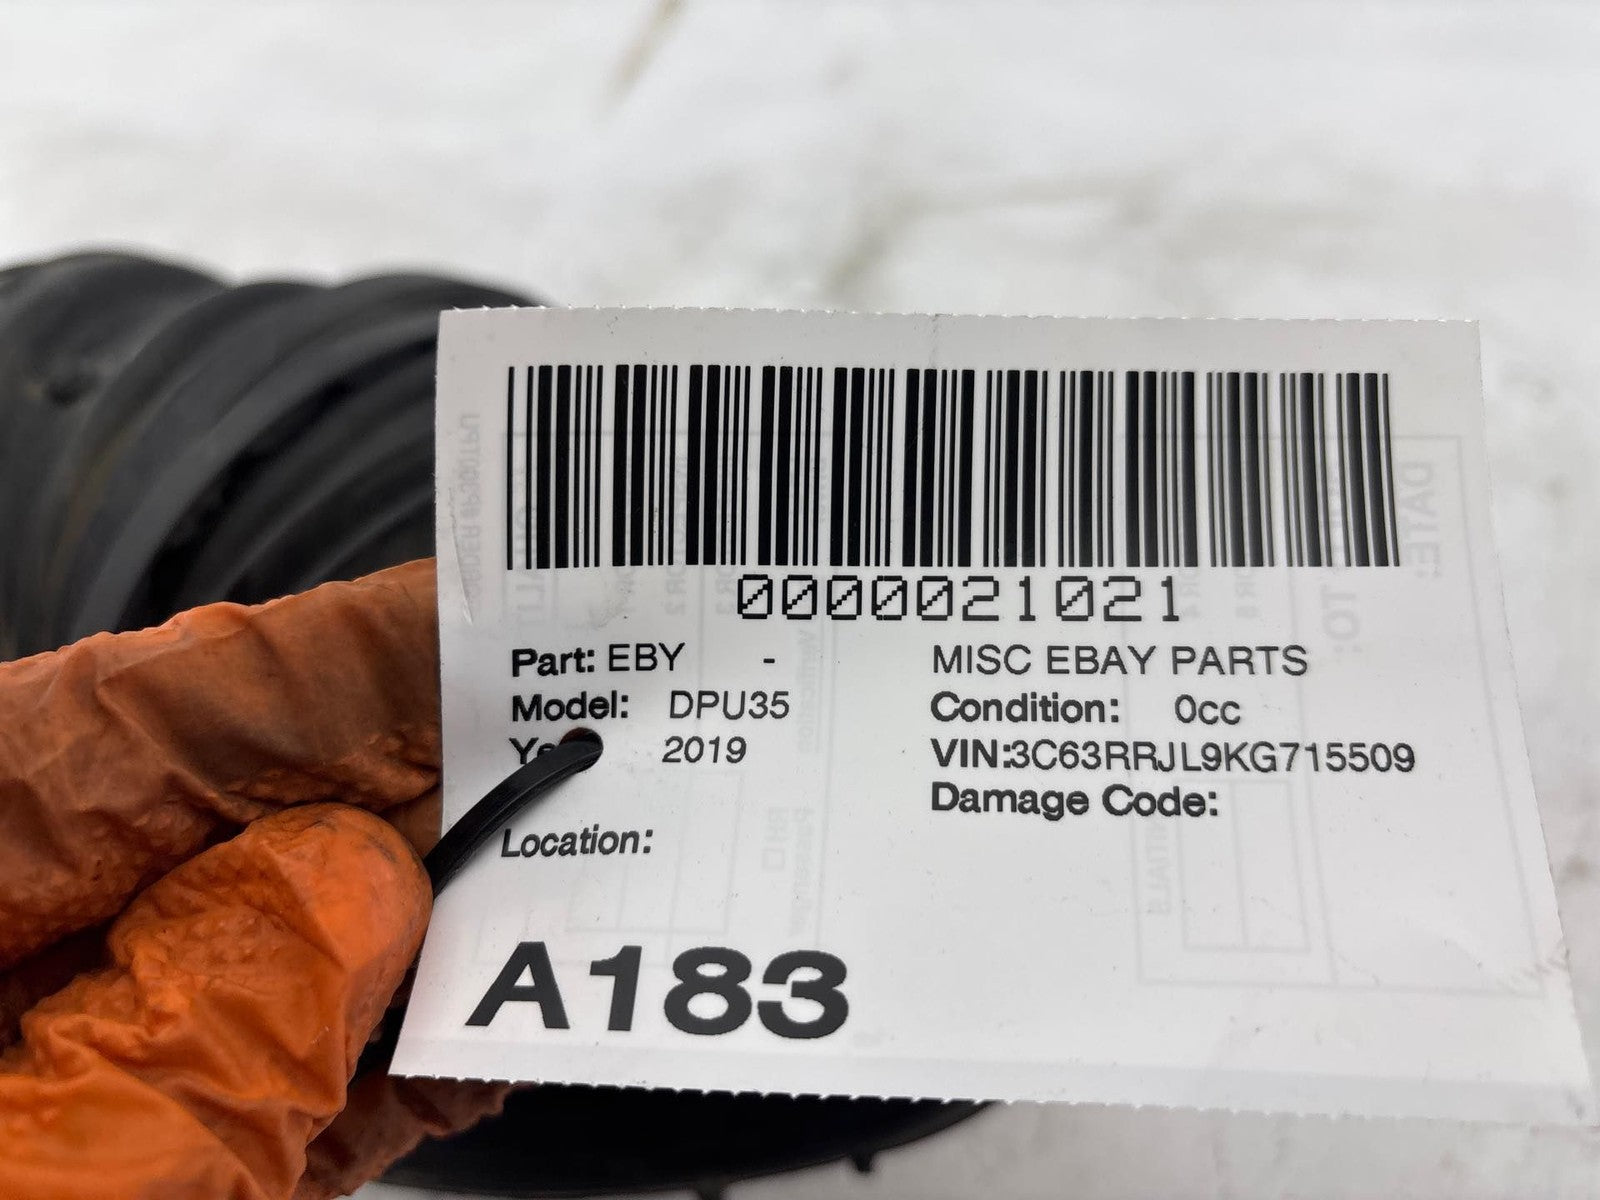 0000021021
Part: EBY - MISC EBAY PARTS
Model: DPU35 Condition: 0cc
2019 VIN:3C63RRJL9KG715509
Damage Code:
Location:
A183